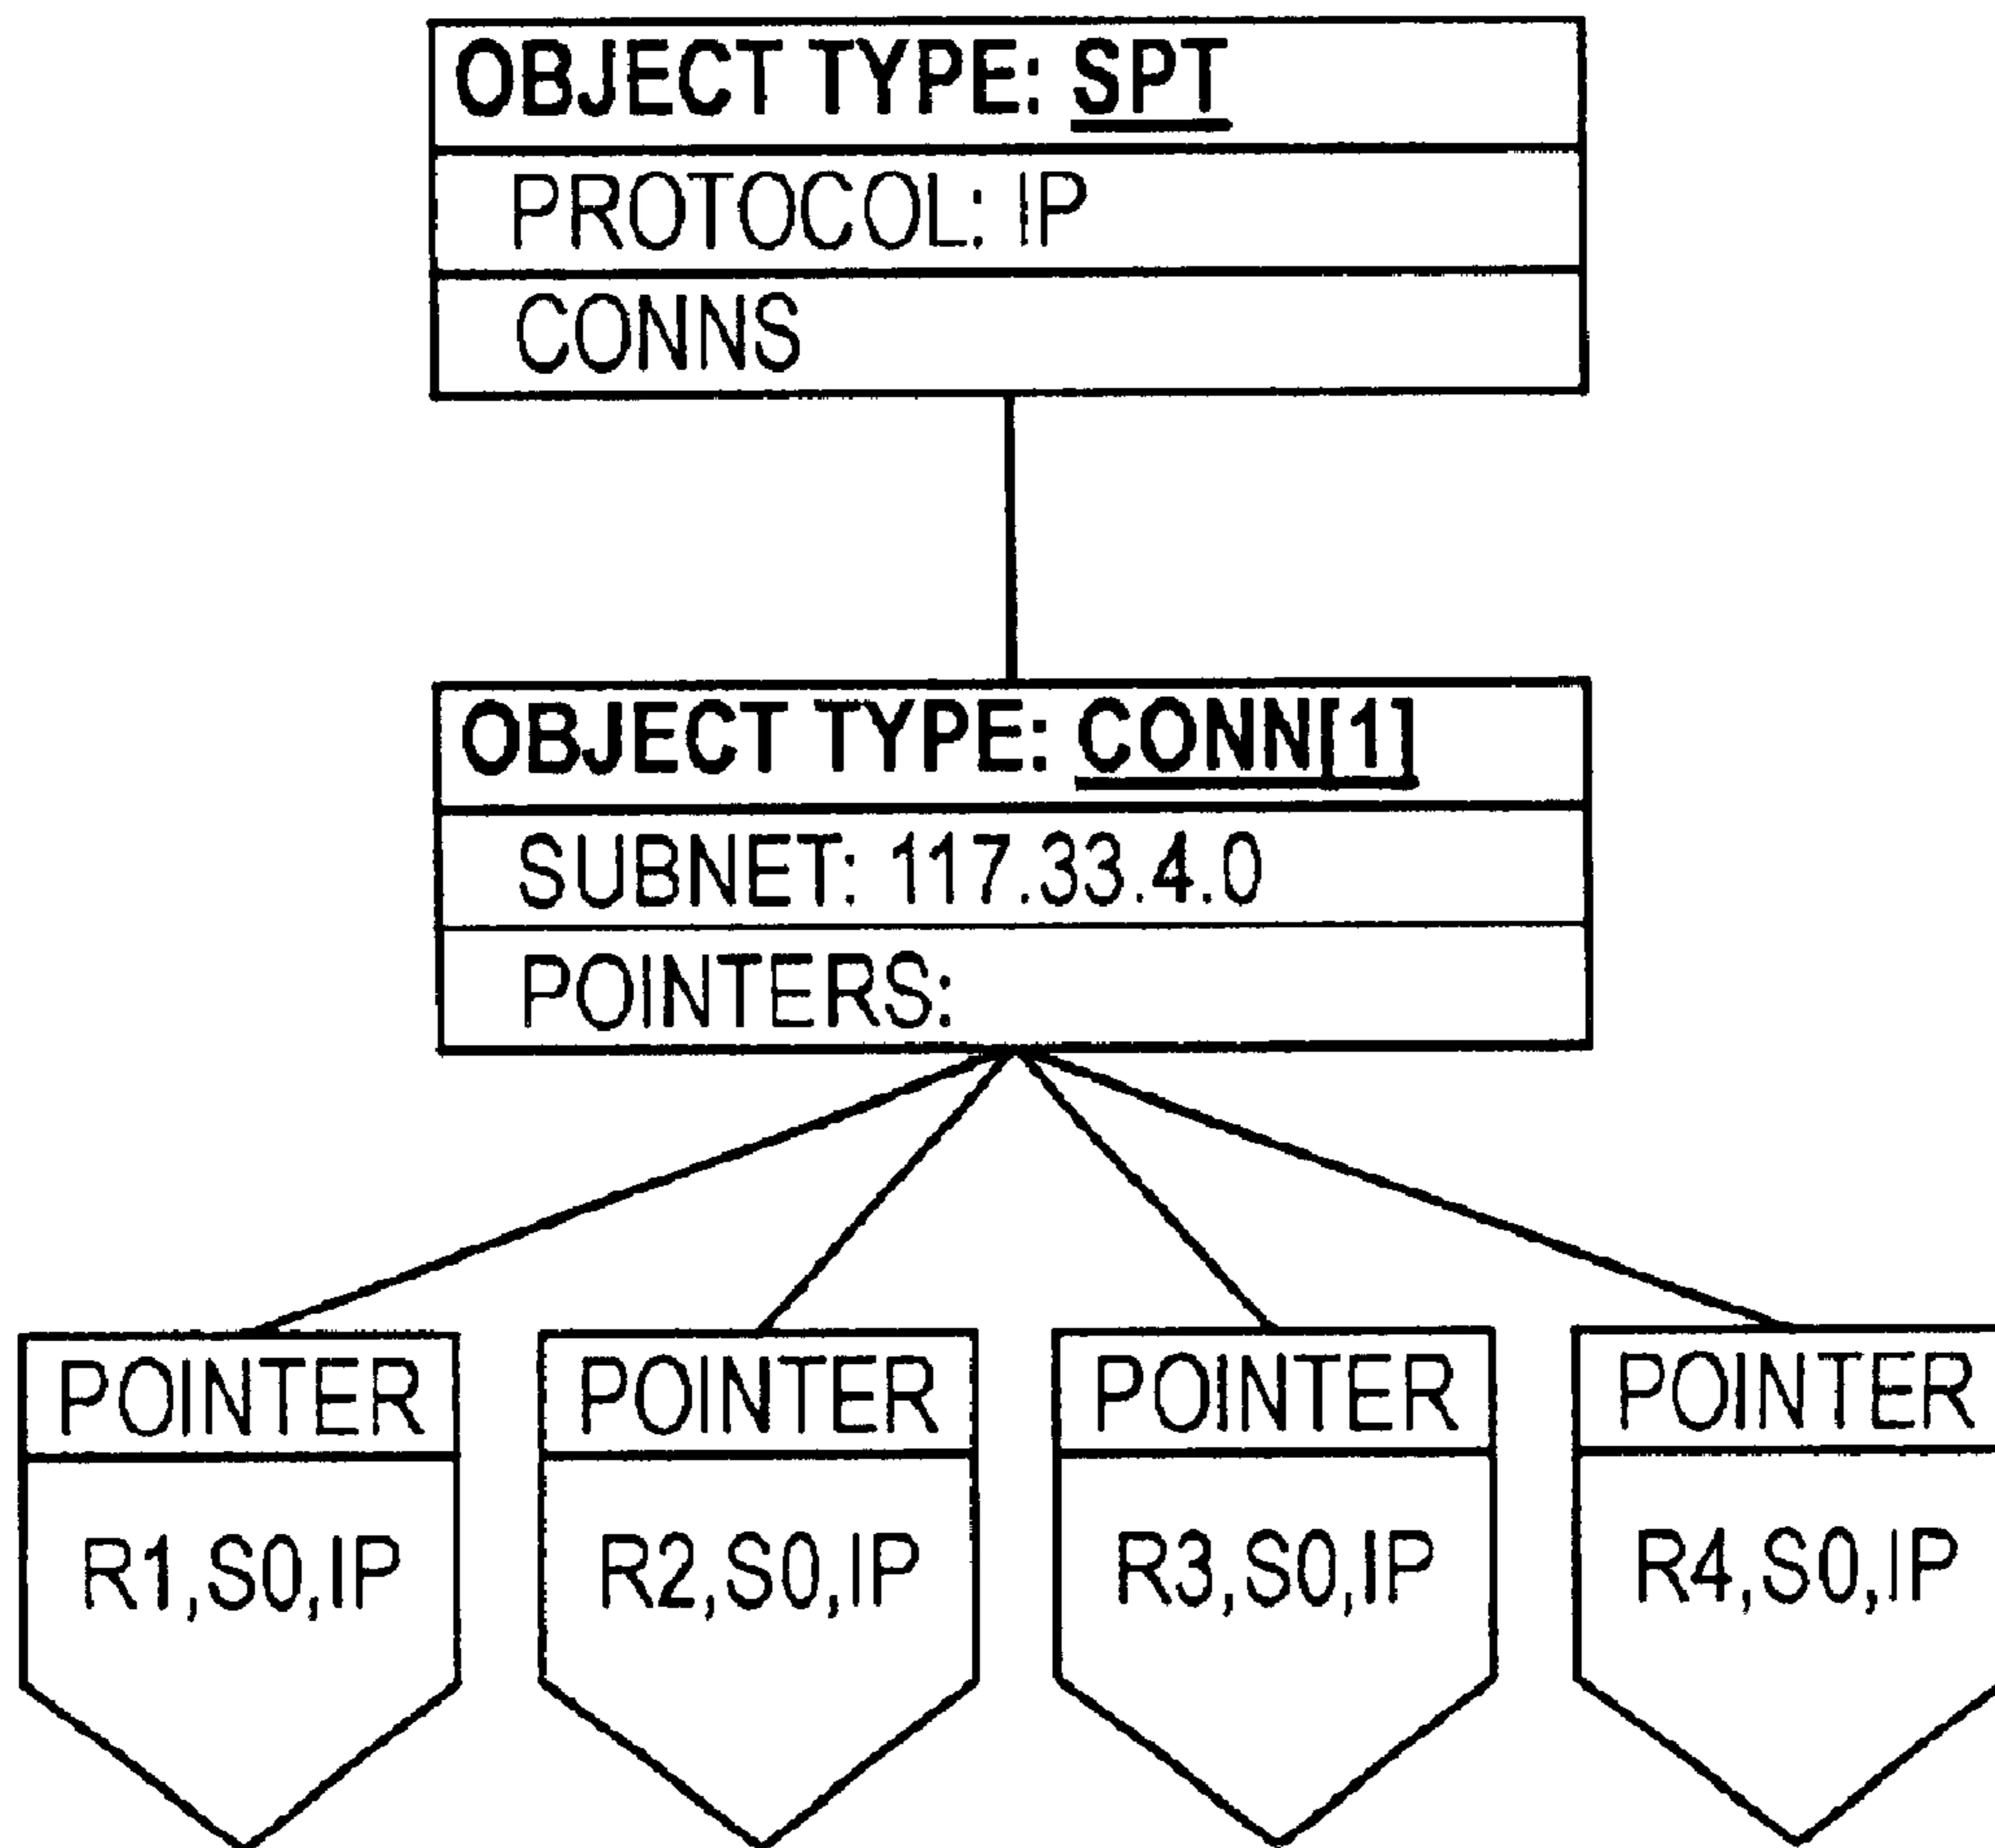 OBJECT TYPE: SPT
PROTOCOL: IP
CONNS
OBJECT TYPE: CONN[1]
SUBNET: 117.33.4.0
POINTERS:
POINTER POINTER POINTER POINTER
R1,S0,IP R2,S0,IP R3,S0,IP R4,S0,IP